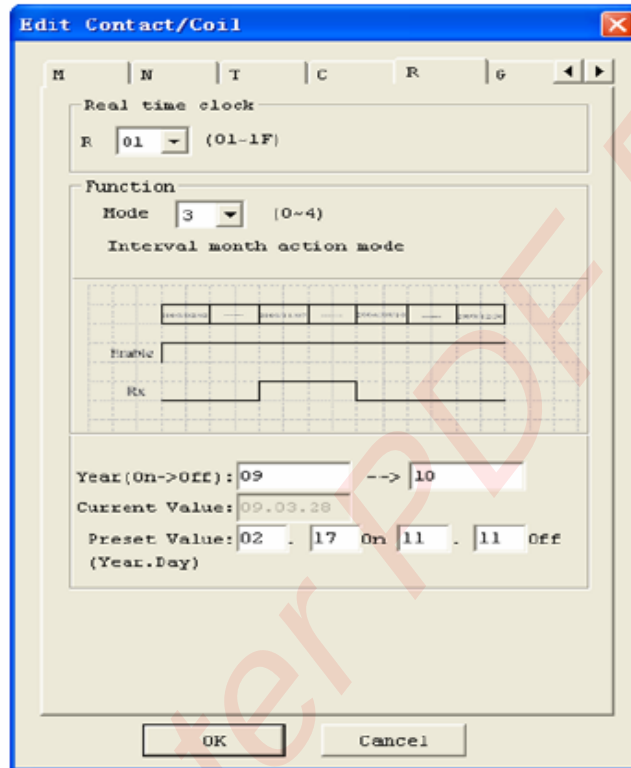 Edit Contact/Coil
M N T C R G
Real time clock
R 01 (01-1F)
Function
Mode 3 (0~4)
Interval month action mode
Enable
Rx
Year(On->Off): 09 --> 10
Current Value: 09.03.28
Preset Value: 02 . 17 On 11 . 11 Off
(Year.Day)
OK Cancel